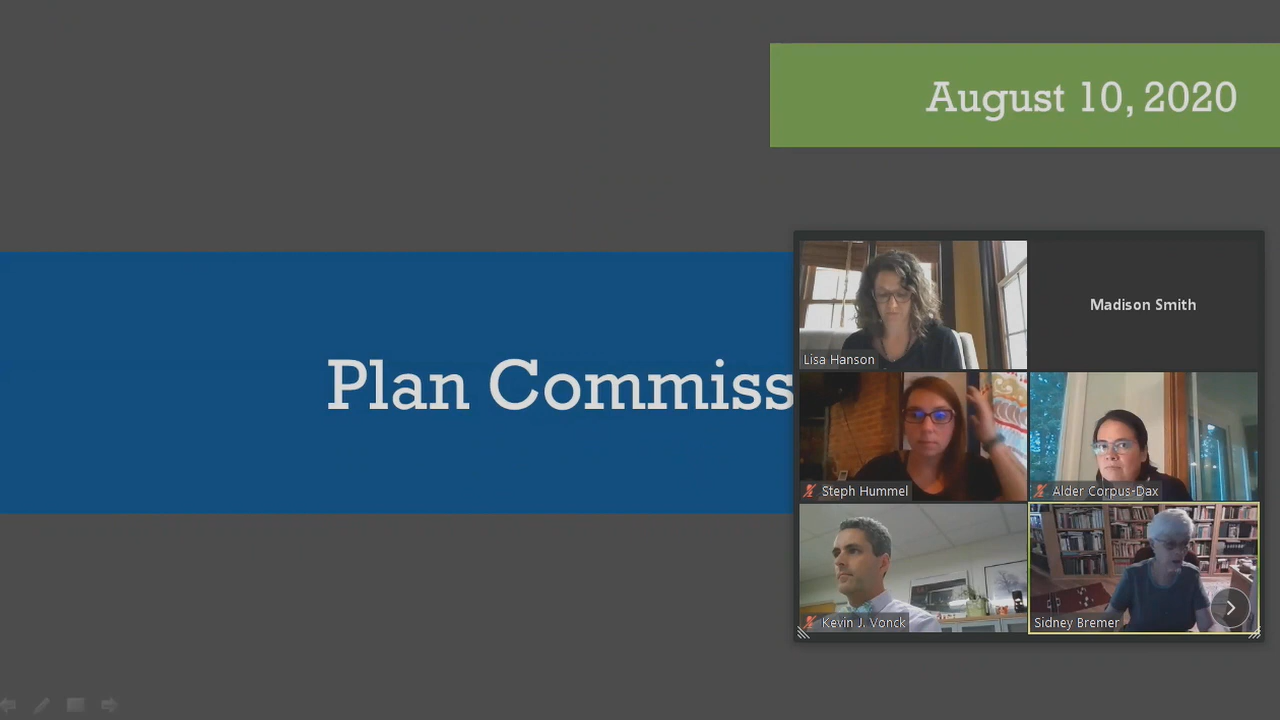 August 10, 2020
Plan Commiss
Lisa Hanson
Madison Smith
Steph Hummel
Alder Corpus-Dax
Kevin J. Vonck
Sidney Bremer